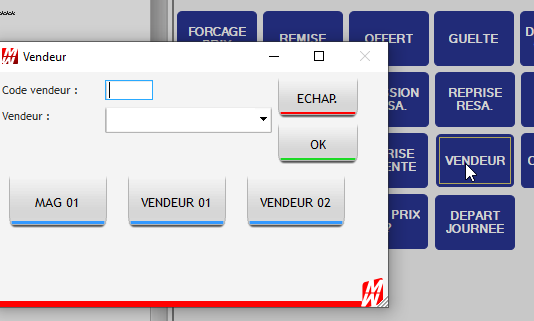 FORCAGE
REMISE
OFFERT
GUELTE
Vendeur
Code vendeur :
ECHAP.
REPRISE
RESA.
Vendeur :
OK
VENDEUR
MAG 01
VENDEUR 01
VENDEUR 02
PRIX
DEPART
JOURNEE